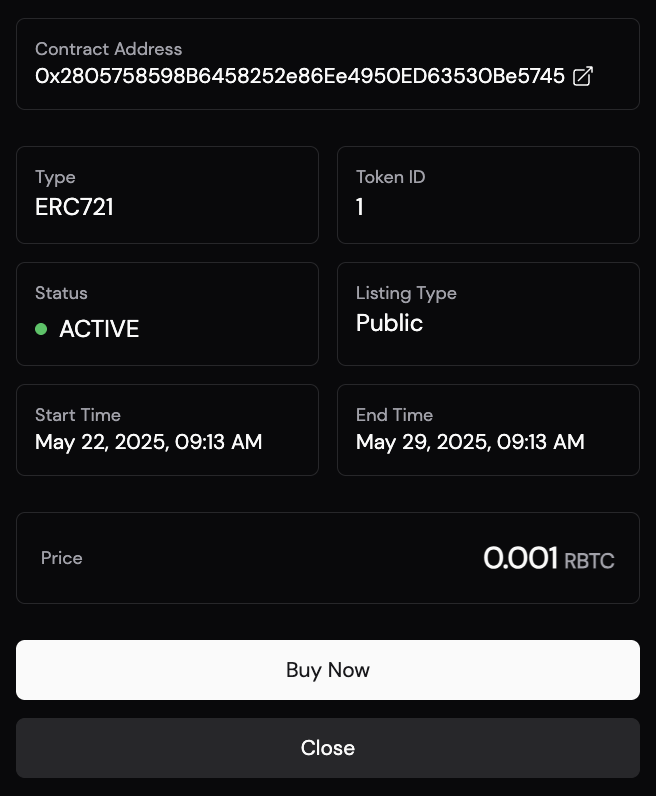 Contract Address
0x2805758598B6458252e86Ee4950ED63530Be5745
Type
ERC721
Token ID
1
Status
ACTIVE
Listing Type
Public
Start Time
May 22, 2025, 09:13 AM
End Time
May 29, 2025, 09:13 AM
Price
0.001 RBTC
Buy Now
Close